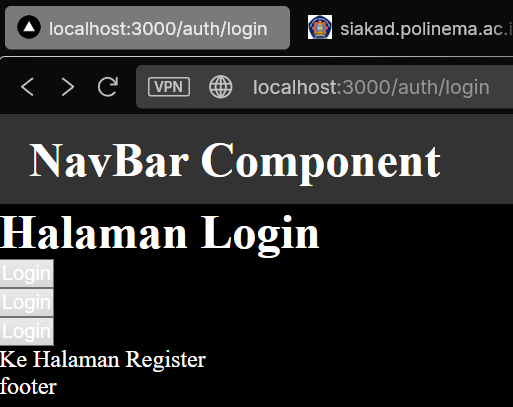 localhost:3000/auth/login
siakad.polinema.ac.i
VPN
localhost:3000/auth/login
NavBar Component
Halaman Login
Login
Login
Login
Ke Halaman Register
footer